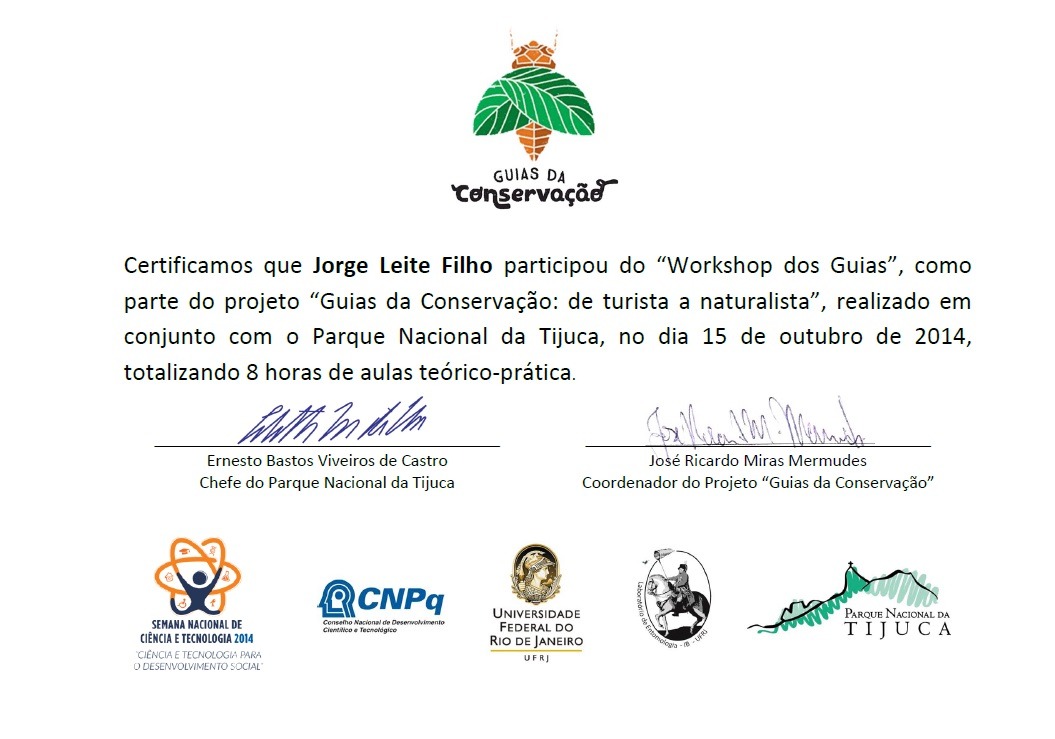 GUIAS DA
Conservação
Certificamos que Jorge Leite Filho participou do “Workshop dos Guias”, como
parte do projeto “Guias da Conservação: de turista a naturalista”, realizado em
conjunto com o Parque Nacional da Tijuca, no dia 15 de outubro de 2014,
totalizando 8 horas de aulas teórico-prática.
Ernesto Bastos Viveiros de Castro
Chefe do Parque Nacional da Tijuca
José Ricardo Miras Mermudes
Coordenador do Projeto “Guias da Conservação”
SEMANA NACIONAL DE
CIÊNCIA E TECNOLOGIA 2014
"CIÊNCIA E TECNOLOGIA PARA
O DESENVOLVIMENTO SOCIAL"
CNPq
Conselho Nacional de Desenvolvimento
Científico e Tecnológico
UNIVERSIDADE
FEDERAL DO
RIO DE JANEIRO
UFRJ
Laboratório de Entomologia - IB - UFRJ
PARQUE NACIONAL DA
TIJUCA